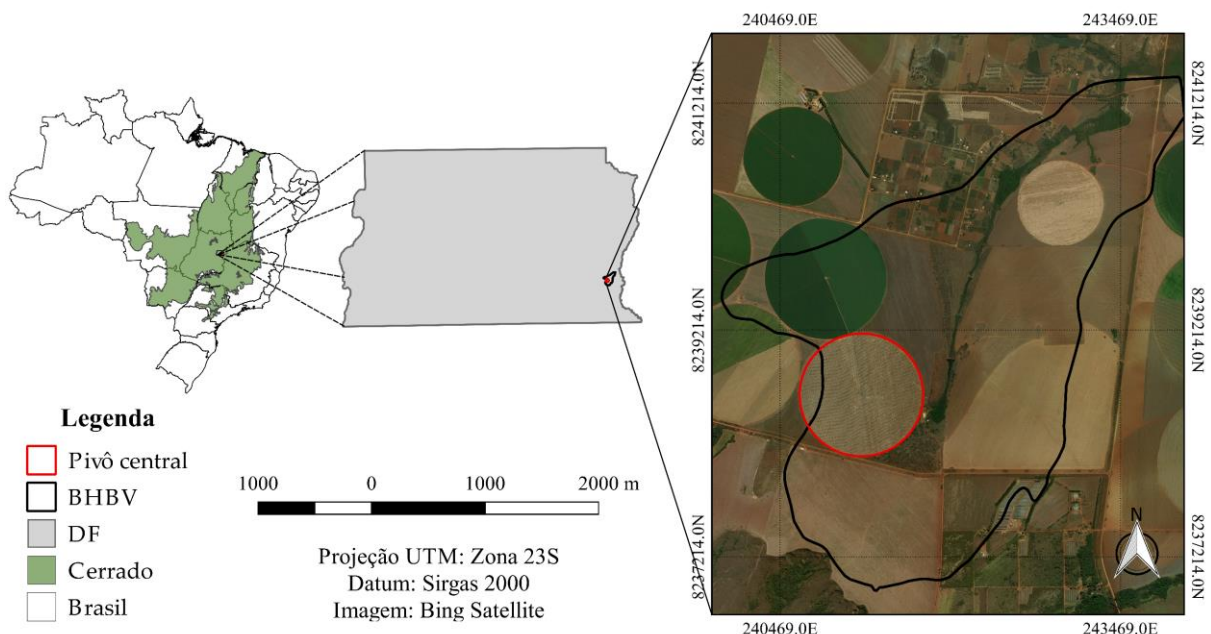 240469.0E
243469.0E
8241214.0N
8241214.0N
8239214.0N
8239214.0N
8237214.0N
8237214.0N
240469.0E
243469.0E
N
Legenda
Pivô central
BHBV
DF
Cerrado
Brasil
1000
0
1000
2000 m
Projeção UTM: Zona 23S
Datum: Sirgas 2000
Imagem: Bing Satellite